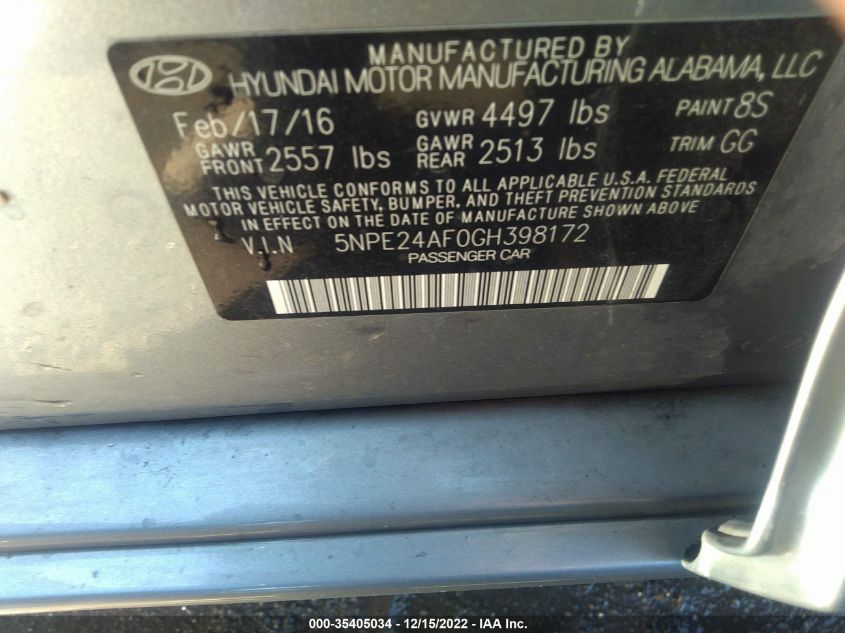 MANUFACTURED BY
HYUNDAI MOTOR MANUFACTURING ALABAMA, LLC
Feb/17/16 GVWR 4497 lbs PAINT 8S
GAWR FRONT 2557 lbs GAWR REAR 2513 lbs TRIM GG
THIS VEHICLE CONFORMS TO ALL APPLICABLE U.S.A. FEDERAL
MOTOR VEHICLE SAFETY, BUMPER, AND THEFT PREVENTION STANDARDS
IN EFFECT ON THE DATE OF MANUFACTURE SHOWN ABOVE.
V.I.N 5NPE24AF0GH398172
PASSENGER CAR
000-35405034 - 12/15/2022 - IAA Inc.